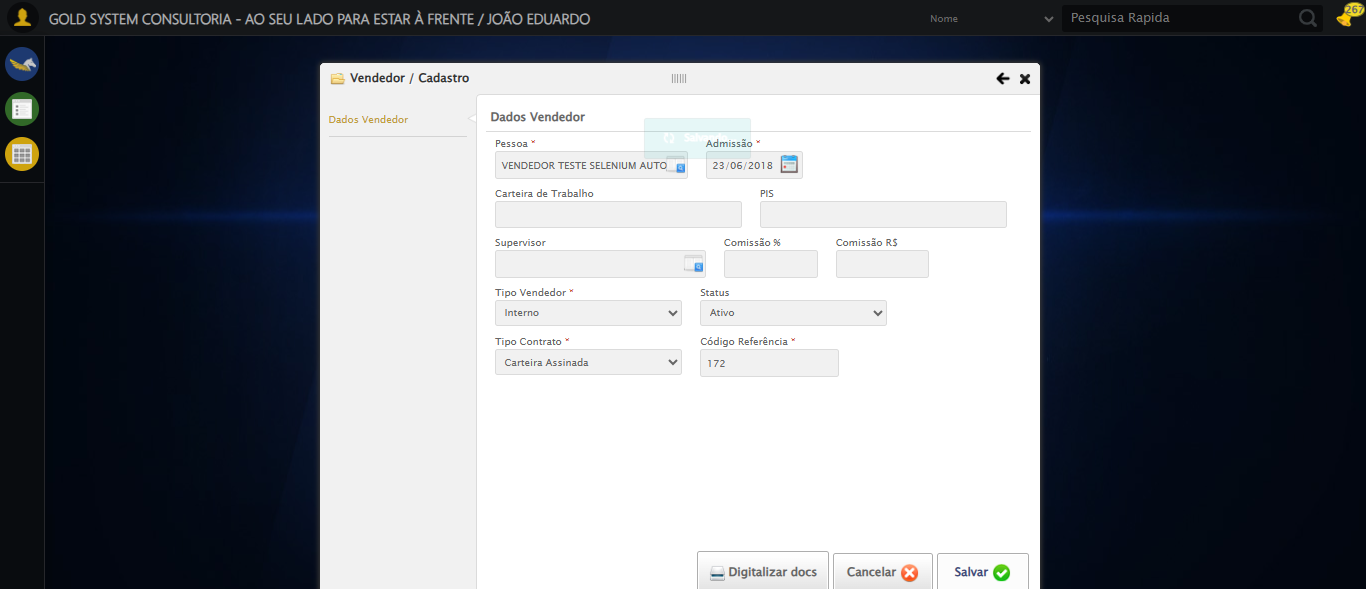 GOLD SYSTEM CONSULTORIA - AO SEU LADO PARA ESTAR À FRENTE / JOÃO EDUARDO
Nome
Pesquisa Rapida
267
Vendedor / Cadastro
Dados Vendedor
Dados Vendedor
Pessoa *
Admissão *
VENDEDOR TESTE SELENIUM AUTO
23/06/2018
Carteira de Trabalho
PIS
Supervisor
Comissão %
Comissão R$
Tipo Vendedor *
Status
Interno
Ativo
Tipo Contrato *
Código Referência *
Carteira Assinada
172
Digitalizar docs
Cancelar
Salvar